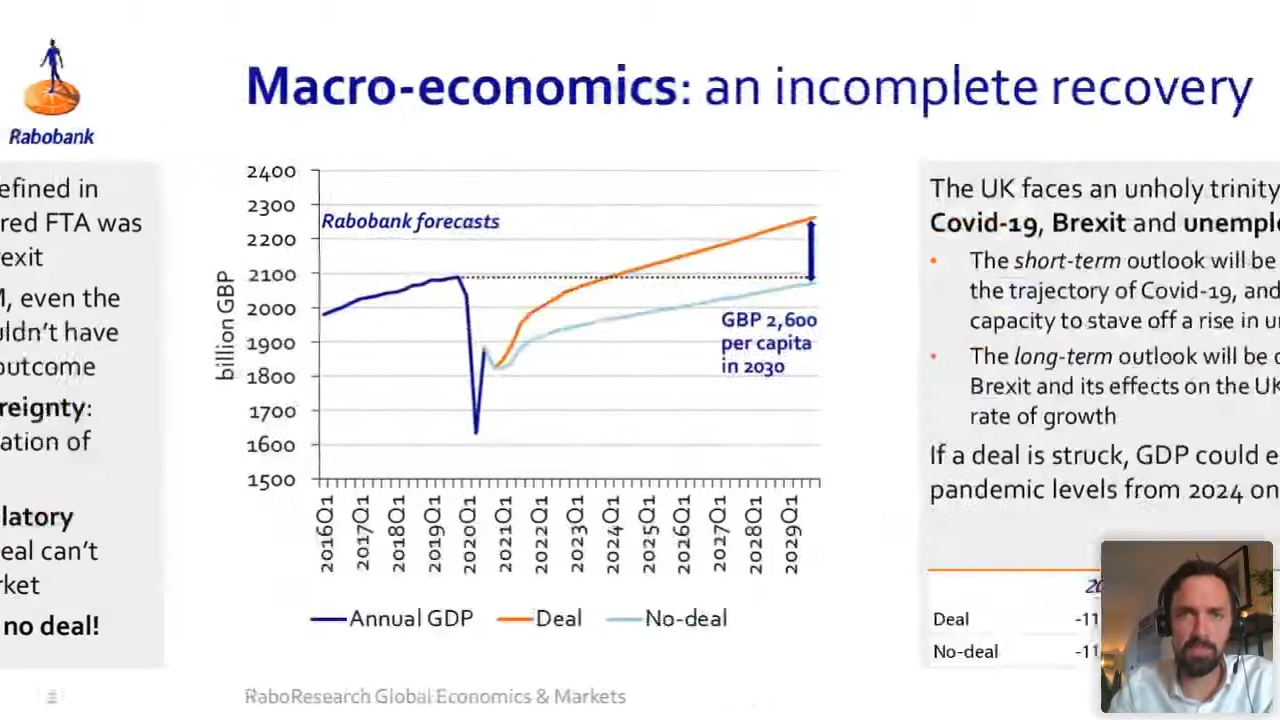 Rabobank
Macro-economics: an incomplete recovery
efined in
red FTA was
exit
M, even the
uldn't have
outcome
reignty:
ation of
latory
eal can't
rket
no deal!
2400
2300
2200
2100
2000
1900
1800
1700
1600
1500
billion GBP
Rabobank forecasts
GBP 2,600
per capita
in 2030
2016Q1
2017Q1
2018Q1
2019Q1
2020Q1
2021Q1
2022Q1
2023Q1
2024Q1
2025Q1
2026Q1
2027Q1
2028Q1
2029Q1
Annual GDP
Deal
No-deal
The UK faces an unholy trinity
Covid-19, Brexit and unemplo
• The short-term outlook will be
the trajectory of Covid-19, and
capacity to stave off a rise in un
• The long-term outlook will be d
Brexit and its effects on the UK
rate of growth
If a deal is struck, GDP could e
pandemic levels from 2024 on
20
Deal -11
No-deal -11
RaboResearch Global Economics & Markets